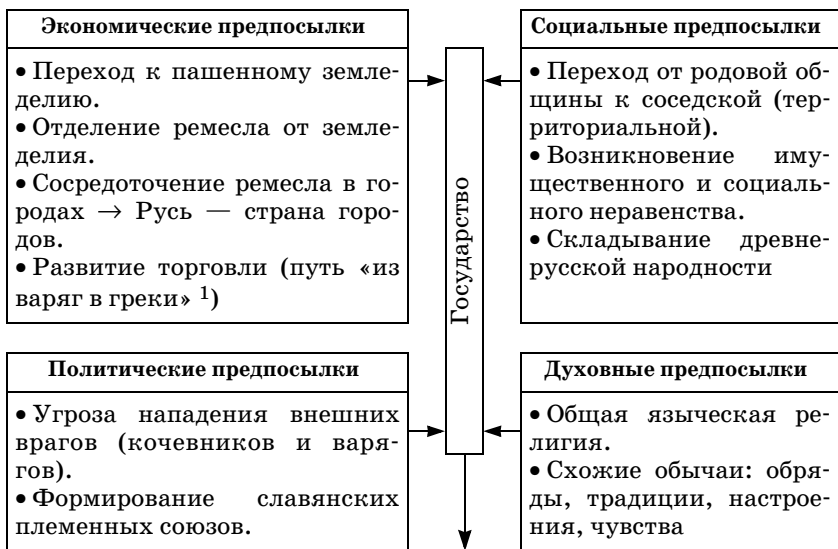 Экономические предпосылки
• Переход к пашенному земле-
делию.
• Отделение ремесла от земле-
делия.
• Сосредоточение ремесла в го-
родах → Русь — страна горо-
дов.
• Развитие торговли (путь «из
варяг в греки» 1)
Государство
Социальные предпосылки
• Переход от родовой об-
щины к соседской (тер-
риториальной).
• Возникновение иму-
щественного и социаль-
ного неравенства.
• Складывание древне-
русской народности
Политические предпосылки
• Угроза нападения внешних
врагов (кочевников и варя-
гов).
• Формирование славянских
племенных союзов.
Духовные предпосылки
• Общая языческая ре-
лигия.
• Схожие обычаи: обря-
ды, традиции, настрое-
ния, чувства